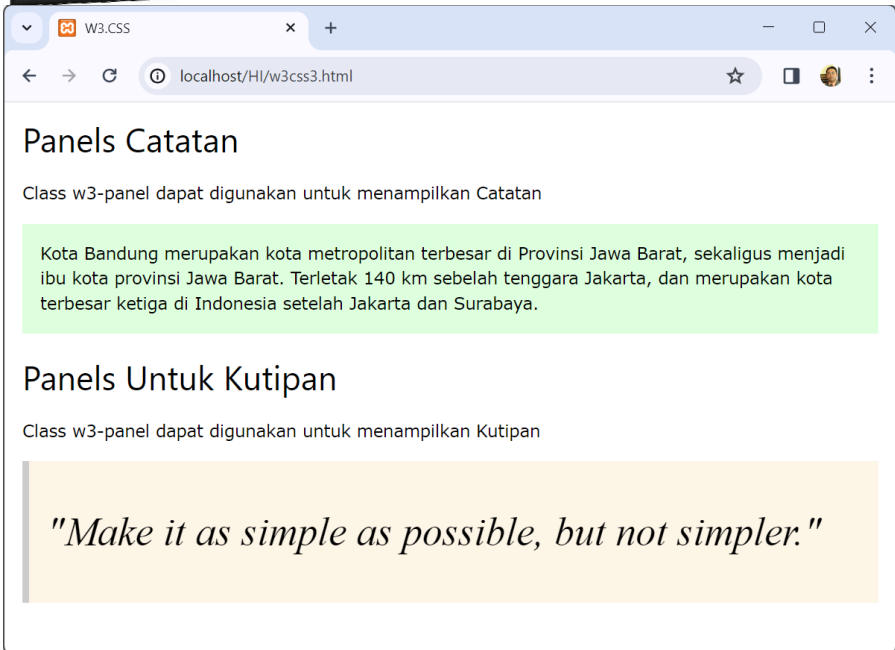 W3.CSS
localhost/HI/w3css3.html
Panels Catatan
Class w3-panel dapat digunakan untuk menampilkan Catatan
Kota Bandung merupakan kota metropolitan terbesar di Provinsi Jawa Barat, sekaligus menjadi
ibu kota provinsi Jawa Barat. Terletak 140 km sebelah tenggara Jakarta, dan merupakan kota
terbesar ketiga di Indonesia setelah Jakarta dan Surabaya.
Panels Untuk Kutipan
Class w3-panel dapat digunakan untuk menampilkan Kutipan
"Make it as simple as possible, but not simpler."